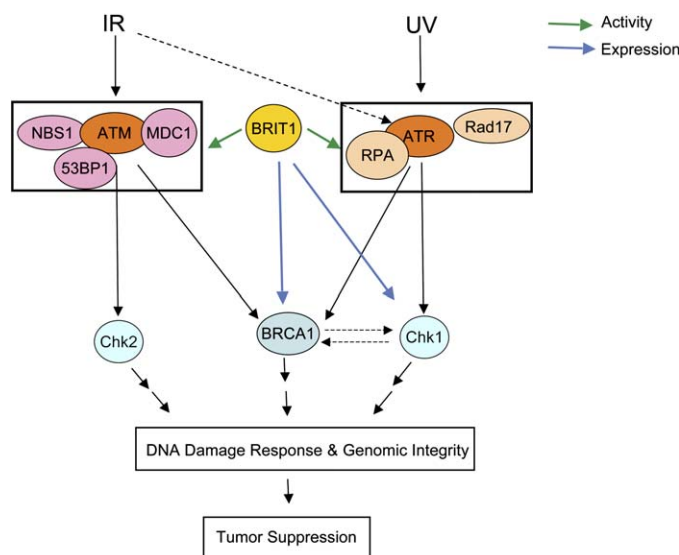 IR
UV
Activity
Expression
NBS1
ATM
MDC1
BRIT1
ATR
Rad17
RPA
53BP1
Chk2
BRCA1
Chk1
DNA Damage Response & Genomic Integrity
Tumor Suppression